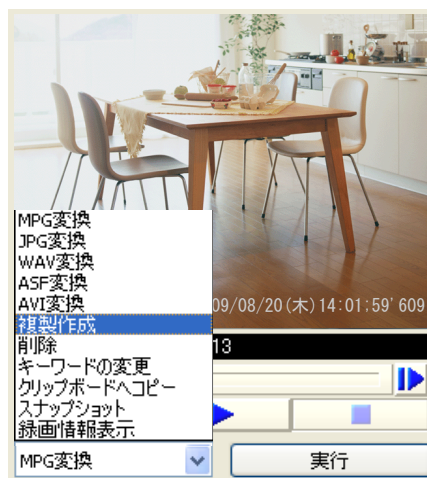 MPG変換
JPG変換
WAV変換
ASF変換
AVI変換
複製作成
削除
キーワードの変更
クリップボードへコピー
スナップショット
録画情報表示
09/08/20(木)14:01;59'609
13
MPG変換
実行